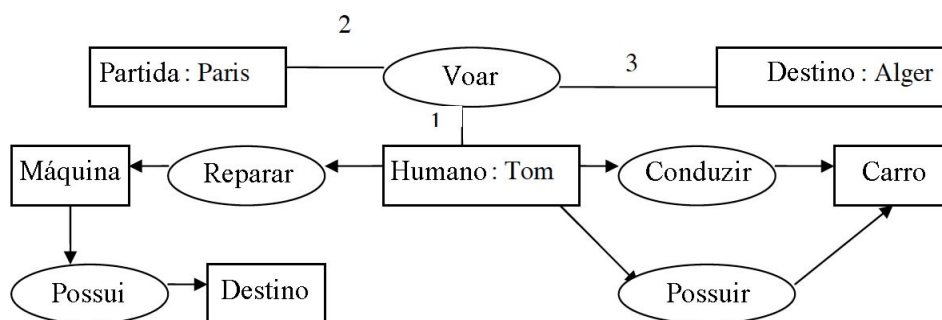 2
Partida : Paris
Voar
3
Destino : Alger
1
Máquina
Reparar
Humano : Tom
Conduzir
Carro
Possui
Destino
Possuir